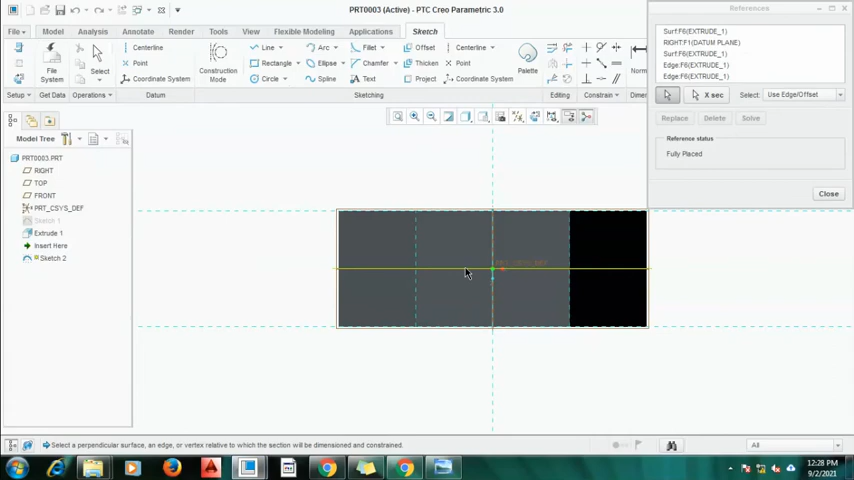 PRT0003 (Active) - PTC Creo Parametric 3.0
References
File Model Analysis Annotate Render Tools View Flexible Modeling Applications Sketch
File System
Select
Centerline
Point
Coordinate System
Construction Mode
Line
Rectangle
Circle
Arc
Ellipse
Spline
Fillet
Chamfer
Text
Offset
Thicken
Project
Centerline
Point
Coordinate System
Palette
Setup Get Data Operations Datum Sketching Editing Constrain Dimer
Surf:F6(EXTRUDE_1)
RIGHT:F1(DATUM PLANE)
Surf:F6(EXTRUDE_1)
Edge:F6(EXTRUDE_1)
Edge:F6(EXTRUDE_1)
X sec Select: Use Edge/Offset
Replace Delete Solve
Reference status
Fully Placed
Close
Model Tree
PRT0003.PRT
RIGHT
TOP
FRONT
PRT_CSYS_DEF
Sketch 1
Extrude 1
Insert Here
Sketch 2
PRT_CSYS_DEF
Select a perpendicular surface, an edge, or vertex relative to which the section will be dimensioned and constrained.
All
12:28 PM
9/2/2021